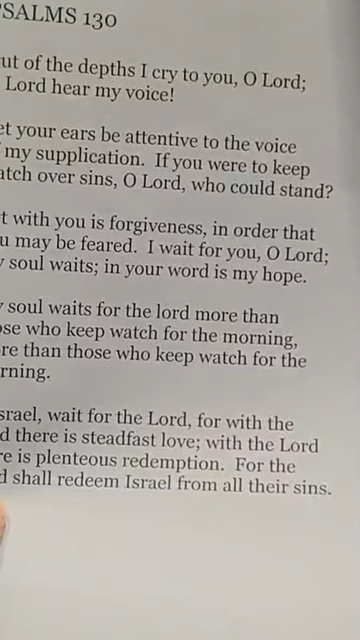 PSALMS 130
ut of the depths I cry to you, O Lord;
Lord hear my voice!
et your ears be attentive to the voice
my supplication. If you were to keep
atch over sins, O Lord, who could stand?
t with you is forgiveness, in order that
u may be feared. I wait for you, O Lord;
y soul waits; in your word is my hope.
y soul waits for the lord more than
ose who keep watch for the morning,
re than those who keep watch for the
rning.
srael, wait for the Lord, for with the
d there is steadfast love; with the Lord
re is plenteous redemption. For the
d shall redeem Israel from all their sins.